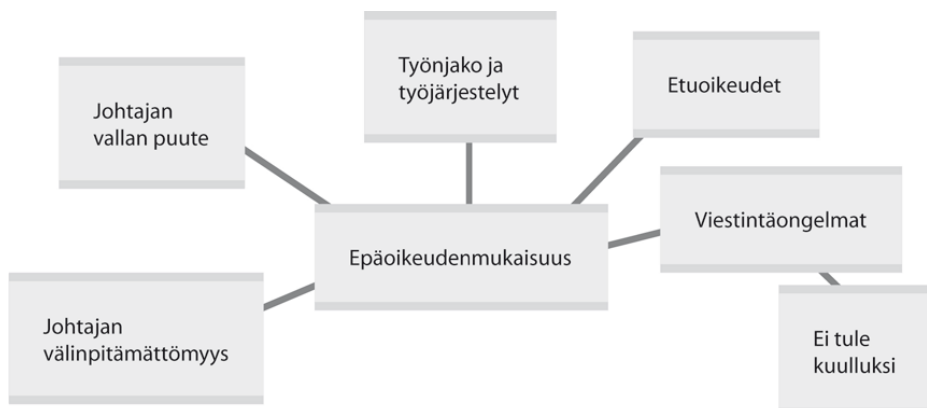 Johtajan
vallan puute
Työnjako ja
työjärjestelyt
Etuoikeudet
Epäoikeudenmukaisuus
Viestintäongelmat
Johtajan
välinpitämättömyys
Ei tule
kuulluksi